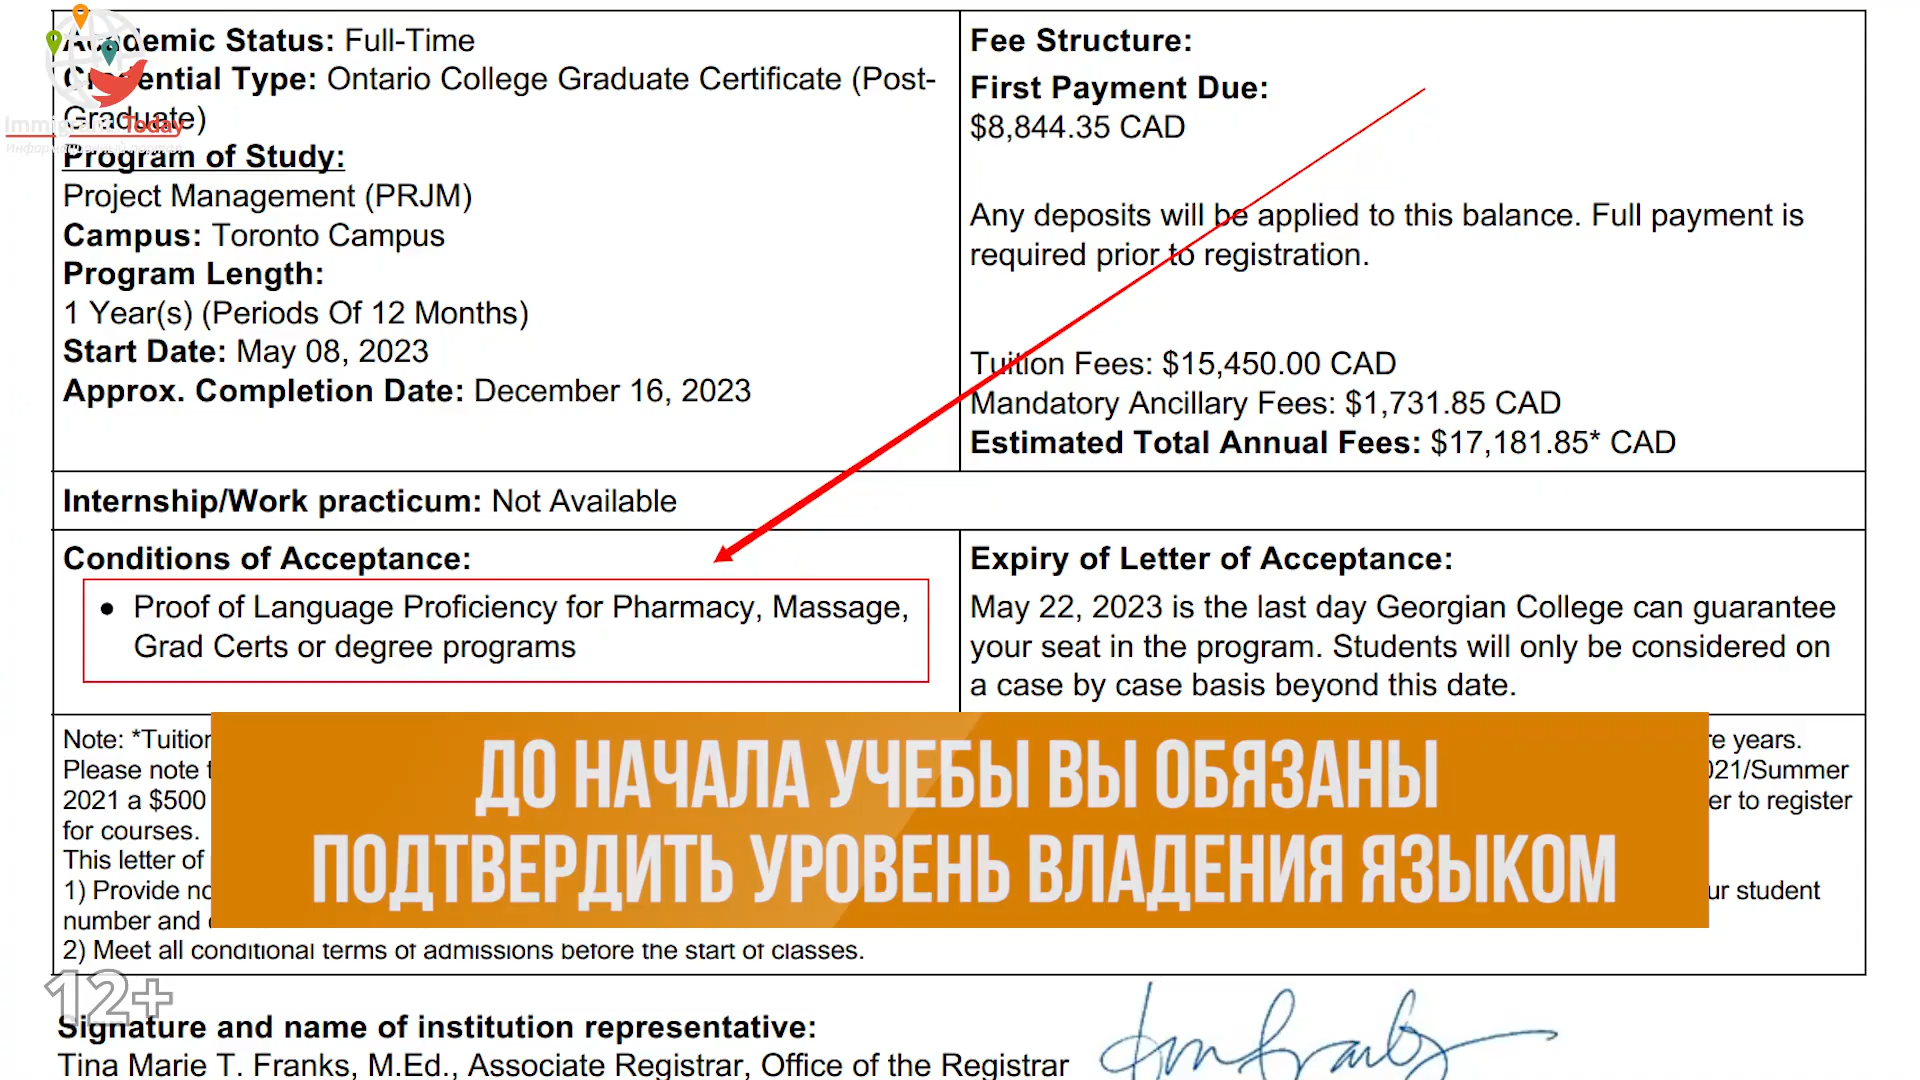 Academic Status: Full-Time
Credential Type: Ontario College Graduate Certificate (Post-
Graduate)
Immigrant Today
Program of Study:
Project Management (PRJM)
Campus: Toronto Campus
Program Length:
1 Year(s) (Periods Of 12 Months)
Start Date: May 08, 2023
Approx. Completion Date: December 16, 2023
Fee Structure:
First Payment Due:
$8,844.35 CAD
Any deposits will be applied to this balance. Full payment is
required prior to registration.
Tuition Fees: $15,450.00 CAD
Mandatory Ancillary Fees: $1,731.85 CAD
Estimated Total Annual Fees: $17,181.85* CAD
Internship/Work practicum: Not Available
Conditions of Acceptance:
● Proof of Language Proficiency for Pharmacy, Massage,
Grad Certs or degree programs
Expiry of Letter of Acceptance:
May 22, 2023 is the last day Georgian College can guarantee
your seat in the program. Students will only be considered on
a case by case basis beyond this date.
Note: *Tuition re years.
Please note 021/Summer
2021 a $500 er to register
for courses.
This letter of
1) Provide ur student
number and
2) Meet all conditional terms of admissions before the start of classes.
ДО НАЧАЛА УЧЕБЫ ВЫ ОБЯЗАНЫ
ПОДТВЕРДИТЬ УРОВЕНЬ ВЛАДЕНИЯ ЯЗЫКОМ
12+
Signature and name of institution representative:
Tina Marie T. Franks, M.Ed., Associate Registrar, Office of the Registrar